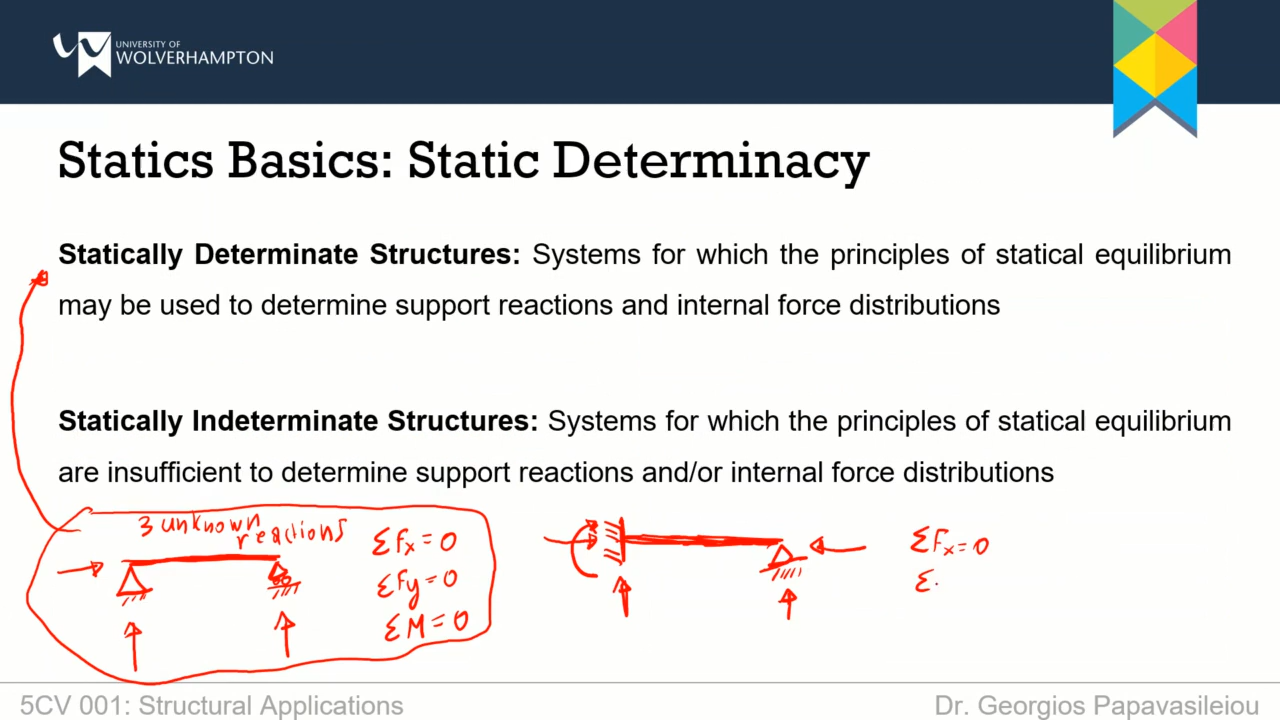 UNIVERSITY OF
WOLVERHAMPTON
Statics Basics: Static Determinacy
Statically Determinate Structures: Systems for which the principles of statical equilibrium
may be used to determine support reactions and internal force distributions
Statically Indeterminate Structures: Systems for which the principles of statical equilibrium
are insufficient to determine support reactions and/or internal force distributions
3 unknown
reactions
ΣFx=0
ΣFy=0
ΣM=0
ΣFx=0
Σ
5CV 001: Structural Applications
Dr. Georgios Papavasileiou